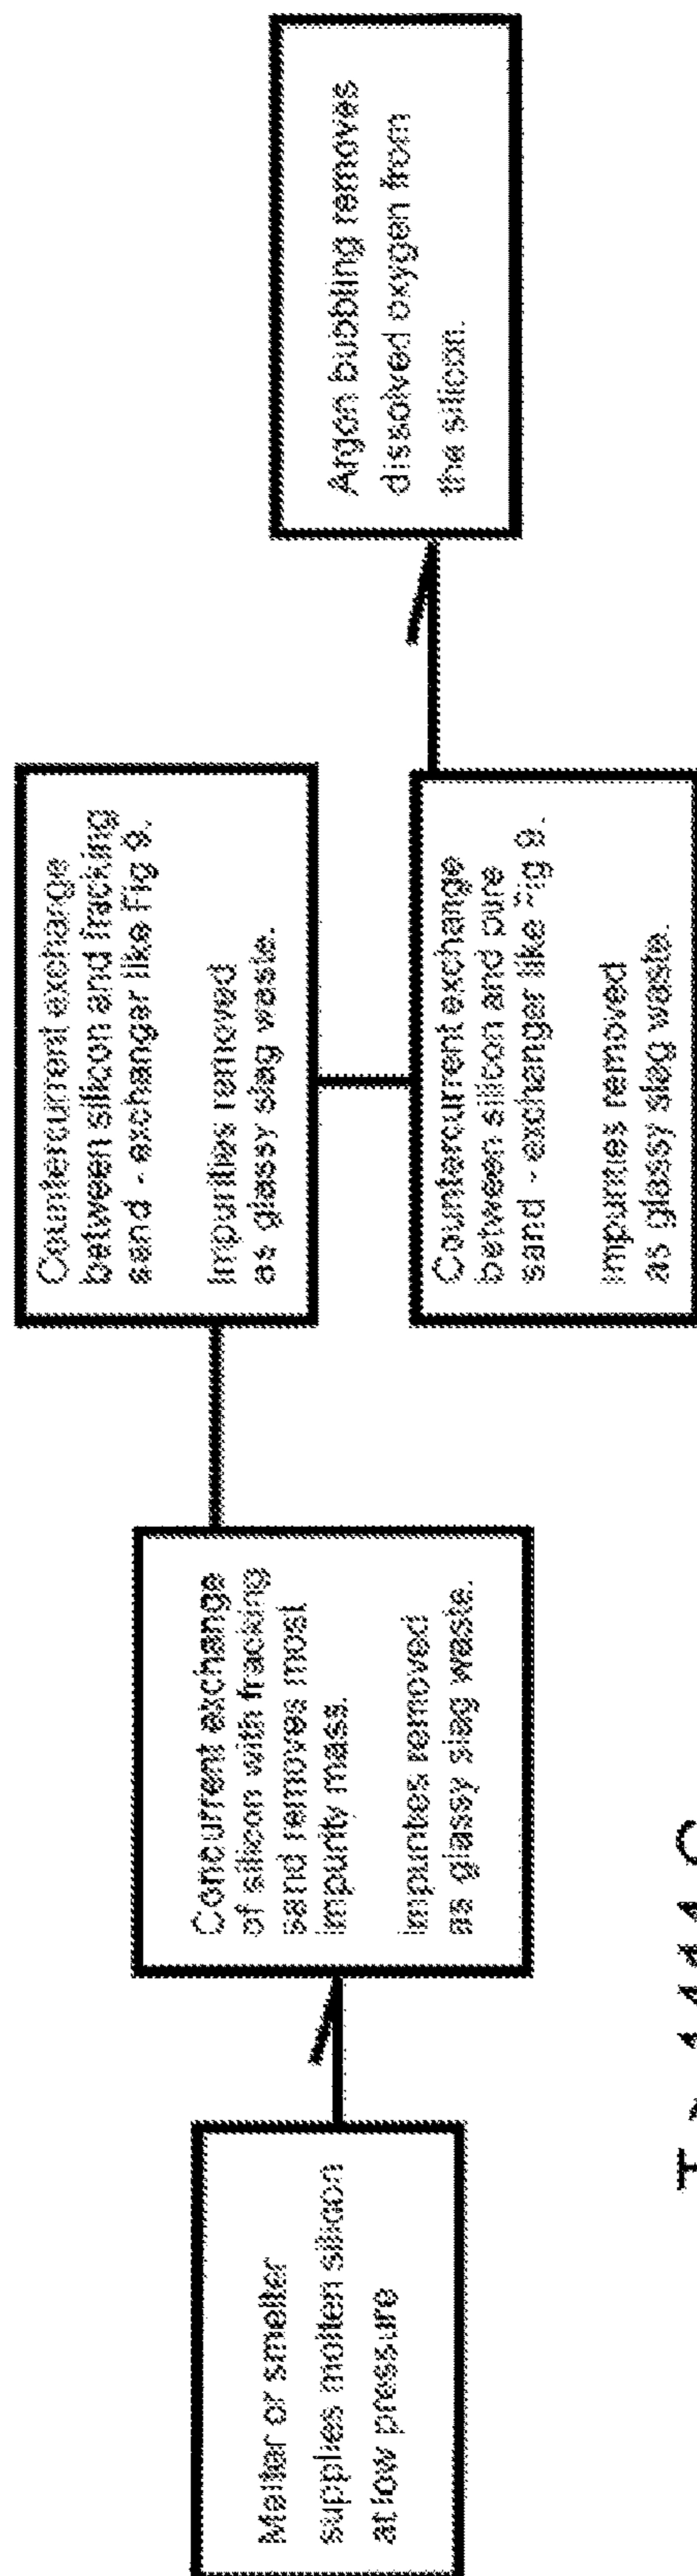 Melter or smelter
supplies molten silicon
at low pressure
Concurrent exchange
of silicon with fracking
sand removes most
impurity mass.
Impurities removed
as glassy slag waste.
Countercurrent exchange
between silicon and fracking
sand - exchanger like Fig 9.
Impurities removed
as glassy slag waste.
Countercurrent exchange
between silicon and pure
sand - exchanger like Fig 9.
Impurities removed
as glassy slag waste.
Argon bubbling removes
dissolved oxygen from
the silicon.